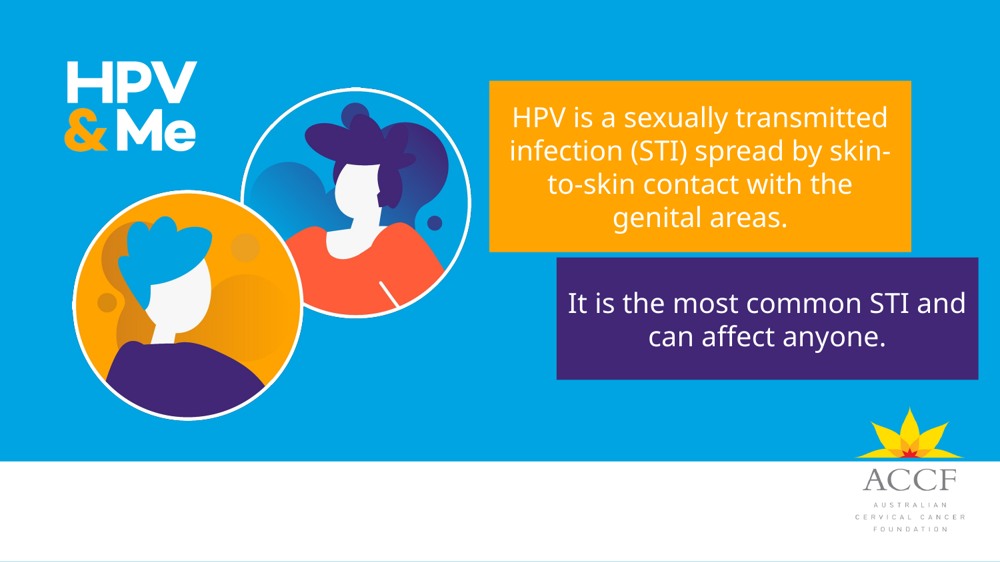 HPV
& Me
HPV is a sexually transmitted
infection (STI) spread by skin-
to-skin contact with the
genital areas.
It is the most common STI and
can affect anyone.
ACCF
AUSTRALIAN
CERVICAL CANCER
FOUNDATION